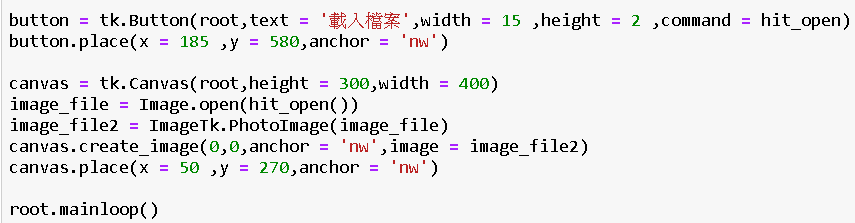 button = tk.Button(root,text = '載入檔案',width = 15 ,height = 2 ,command = hit_open)
button.place(x = 185 ,y = 580,anchor = 'nw')
canvas = tk.Canvas(root,height = 300,width = 400)
image_file = Image.open(hit_open())
image_file2 = ImageTk.PhotoImage(image_file)
canvas.create_image(0,0,anchor = 'nw',image = image_file2)
canvas.place(x = 50 ,y = 270,anchor = 'nw')
root.mainloop()